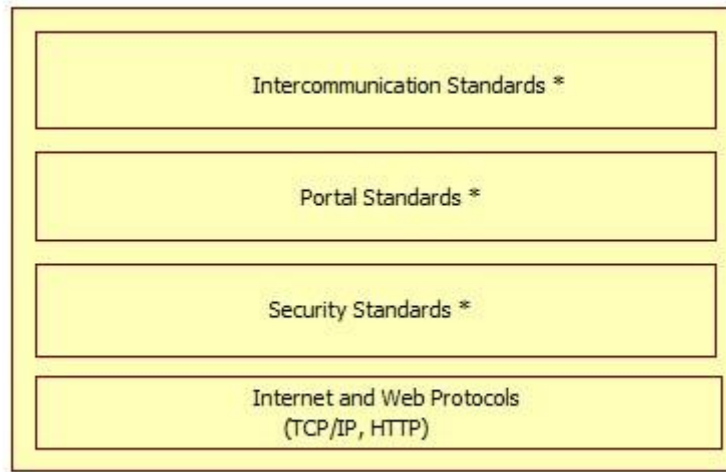 Intercommunication Standards *
Portal Standards *
Security Standards *
Internet and Web Protocols
(TCP/IP, HTTP)